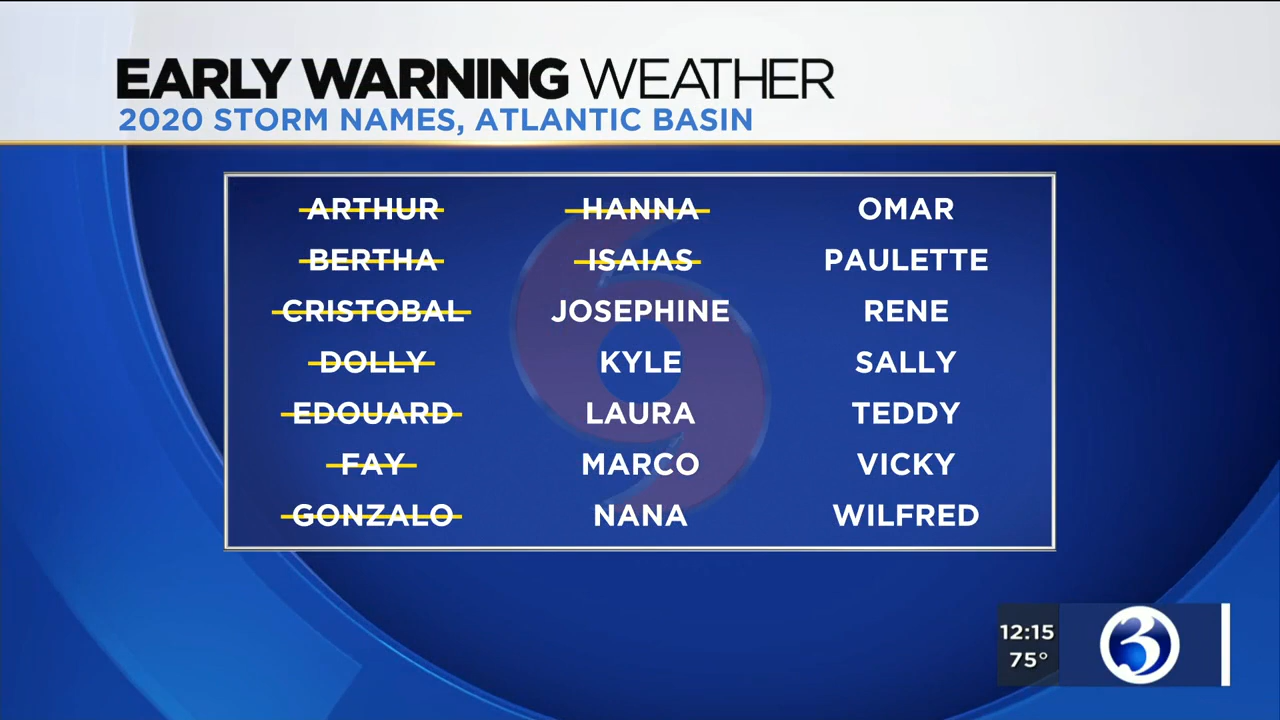 EARLY WARNING WEATHER
2020 STORM NAMES, ATLANTIC BASIN
ARTHUR HANNA OMAR
BERTHA ISAIAS PAULETTE
CRISTOBAL JOSEPHINE RENE
DOLLY KYLE SALLY
EDOUARD LAURA TEDDY
FAY MARCO VICKY
GONZALO NANA WILFRED
12:15
75°
3